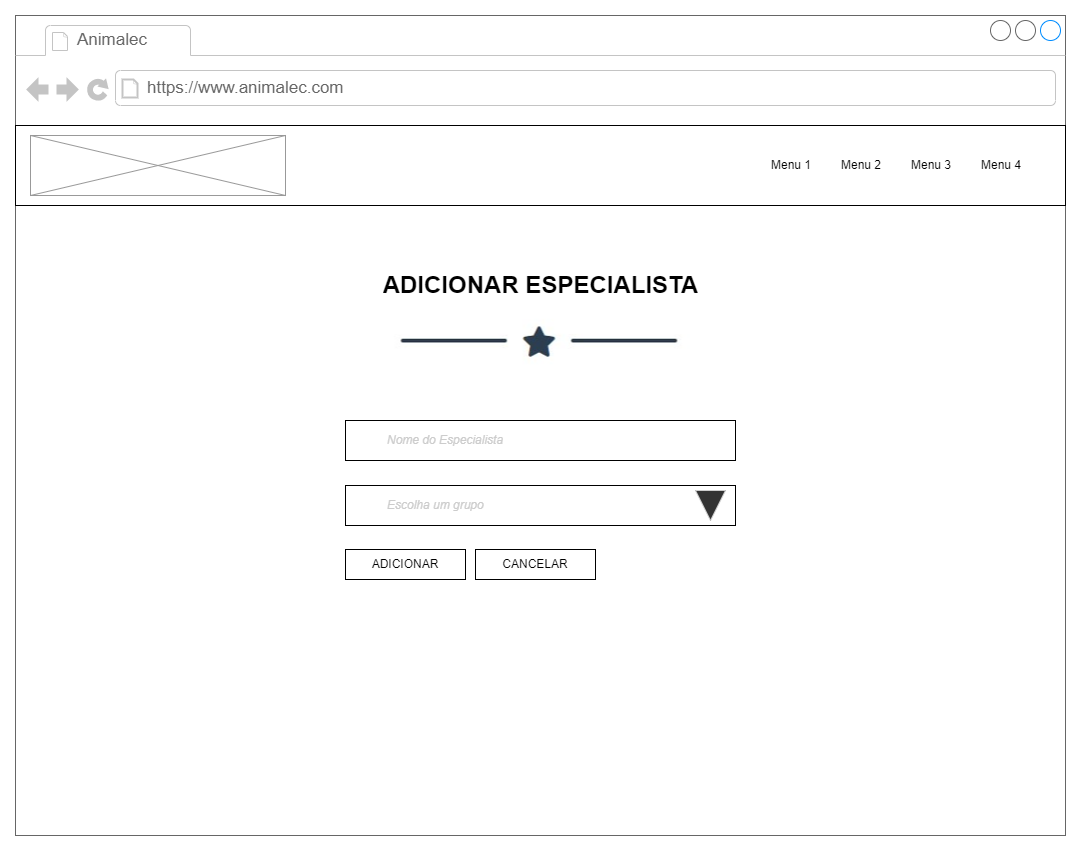 Animalec
https://www.animalec.com
Menu 1 Menu 2 Menu 3 Menu 4
ADICIONAR ESPECIALISTA
Nome do Especialista
Escolha um grupo
ADICIONAR CANCELAR